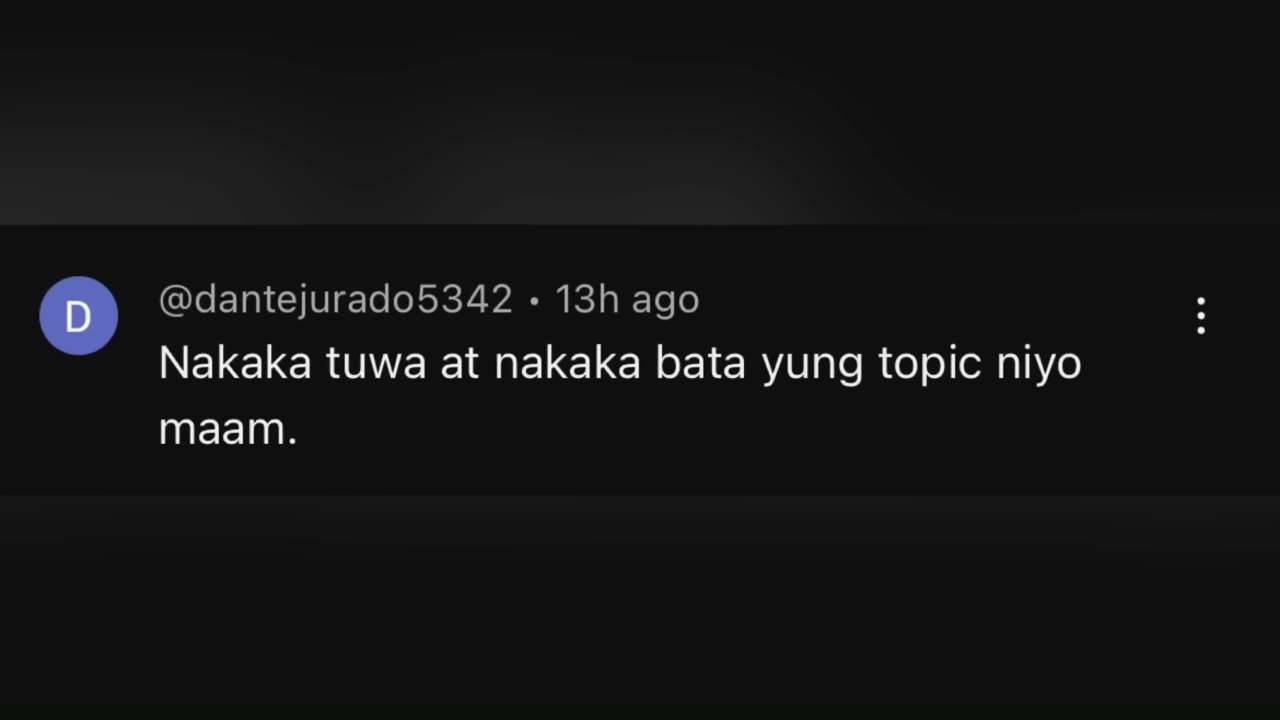 D
@dantejurado5342 • 13h ago
Nakaka tuwa at nakaka bata yung topic niyo
maam.